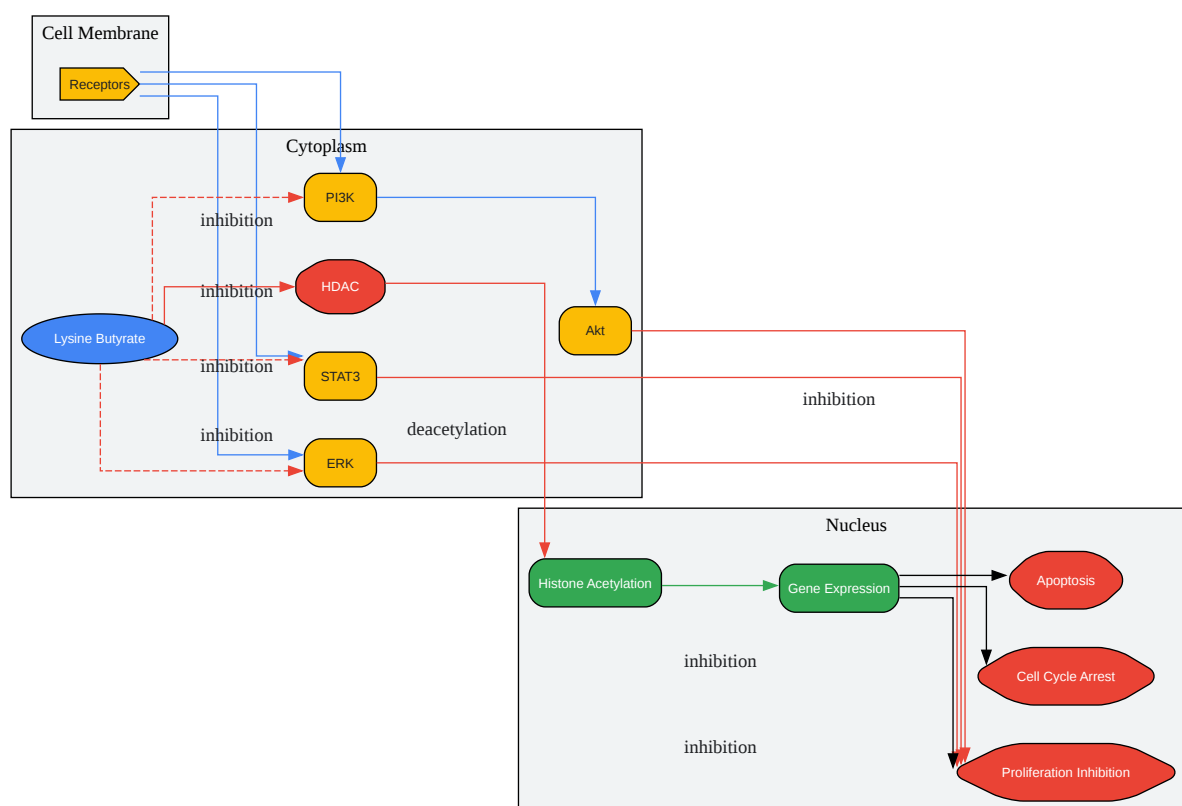 Cell Membrane
Receptors
Cytoplasm
PI3K
inhibition
HDAC
inhibition
Akt
Lysine Butyrate
inhibition
STAT3
inhibition
deacetylation
inhibition
ERK
Nucleus
Histone Acetylation
Gene Expression
Apoptosis
inhibition
Cell Cycle Arrest
inhibition
Proliferation Inhibition